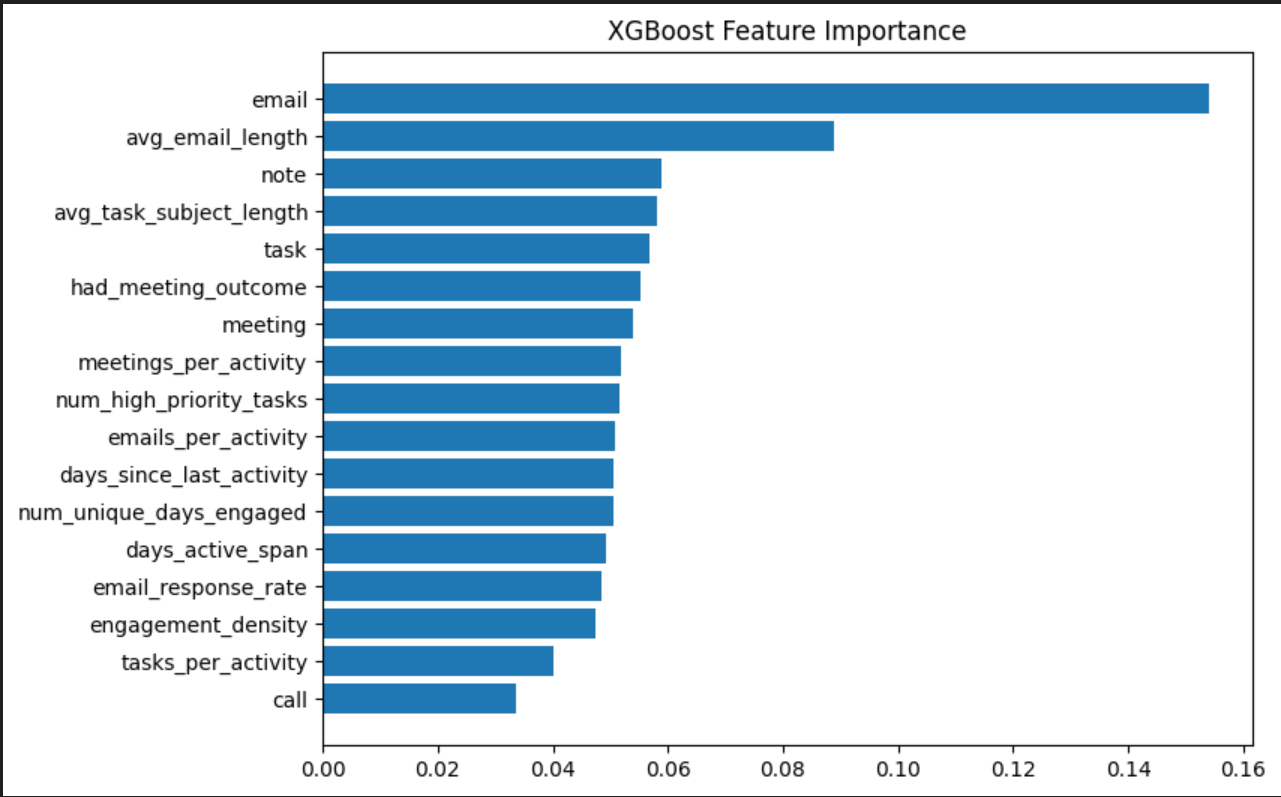 XGBoost Feature Importance
email
avg_email_length
note
avg_task_subject_length
task
had_meeting_outcome
meeting
meetings_per_activity
num_high_priority_tasks
emails_per_activity
days_since_last_activity
num_unique_days_engaged
days_active_span
email_response_rate
engagement_density
tasks_per_activity
call
0.00 0.02 0.04 0.06 0.08 0.10 0.12 0.14 0.16